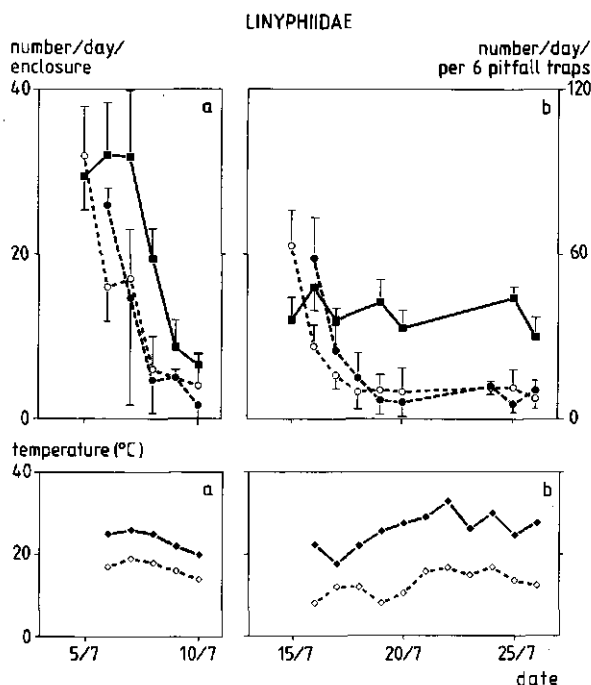 LINYPHIIDAE
number/day/
enclosure
number/day/
per 6 pitfall traps
40
a
b
120
20
60
0
0
temperature (°C)
40
a
b
20
0
5/7
10/7
15/7
20/7
25/7
date